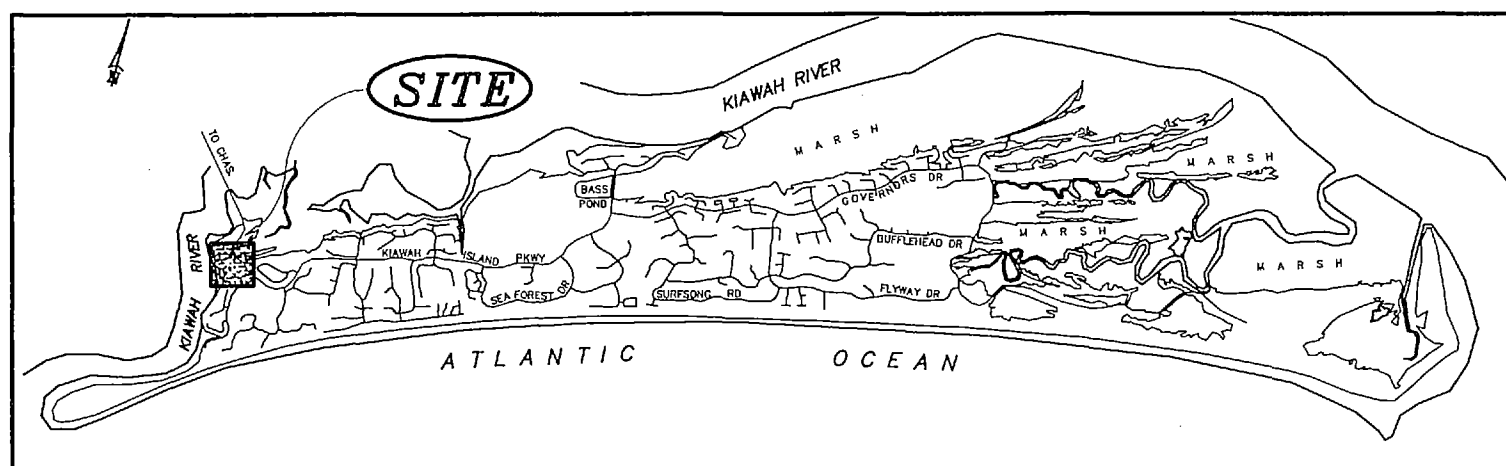 SITE
KIAWAH RIVER
TO CHAS.
MARSH
MARSH
BASS
POND
GOVERNORS DR
KIAWAH RIVER
MARSH
BUFFLEHEAD DR
KIAWAH ISLAND PKWY
MARSH
SEA FOREST DR
SURFSONG RD
FLYWAY DR
ATLANTIC OCEAN